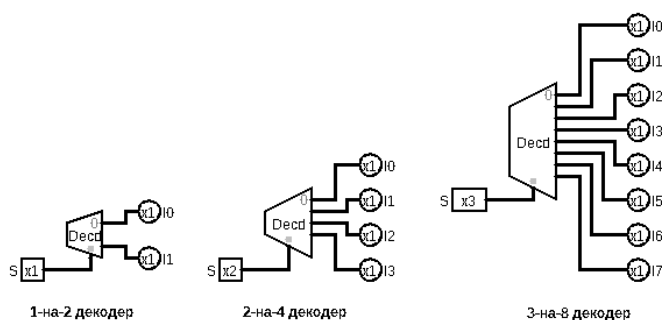 0
Decd
S x1
x1 I0
x1 I1
1-на-2 декодер
0
Decd
S x2
x1 I0
x1 I1
x1 I2
x1 I3
2-на-4 декодер
0
Decd
S x3
x1 I0
x1 I1
x1 I2
x1 I3
x1 I4
x1 I5
x1 I6
x1 I7
3-на-8 декодер